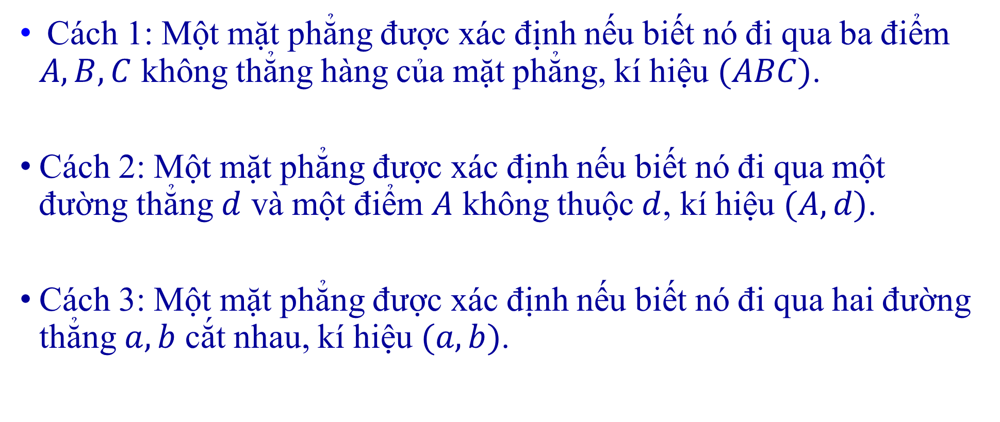 • Cách 1: Một mặt phẳng được xác định nếu biết nó đi qua ba điểm
A, B, C không thẳng hàng của mặt phẳng, kí hiệu (ABC).
• Cách 2: Một mặt phẳng được xác định nếu biết nó đi qua một
đường thẳng d và một điểm A không thuộc d, kí hiệu (A, d).
• Cách 3: Một mặt phẳng được xác định nếu biết nó đi qua hai đường
thẳng a, b cắt nhau, kí hiệu (a, b).